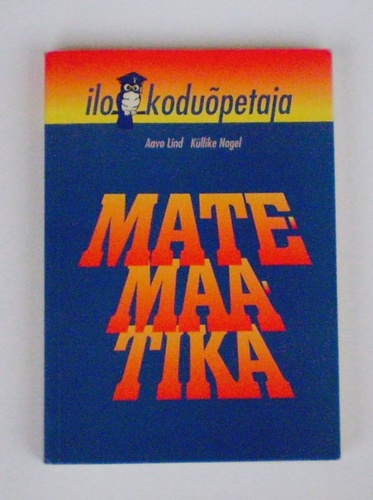 ilo koduõpetaja
Aavo Lind Küllike Nagel
MATE-
MAA-
TIKA